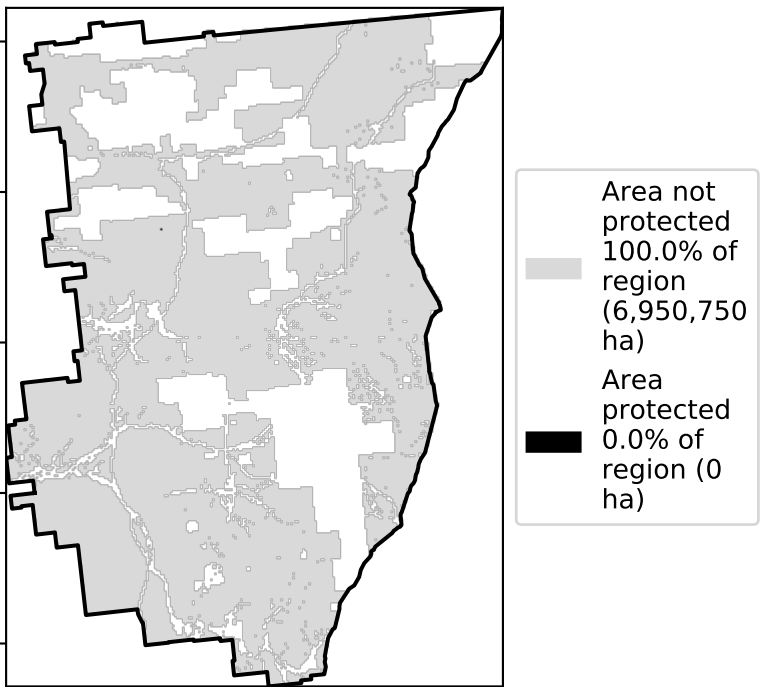 Area not
protected
100.0% of
region
(6,950,750
ha)
Area
protected
0.0% of
region (0
ha)